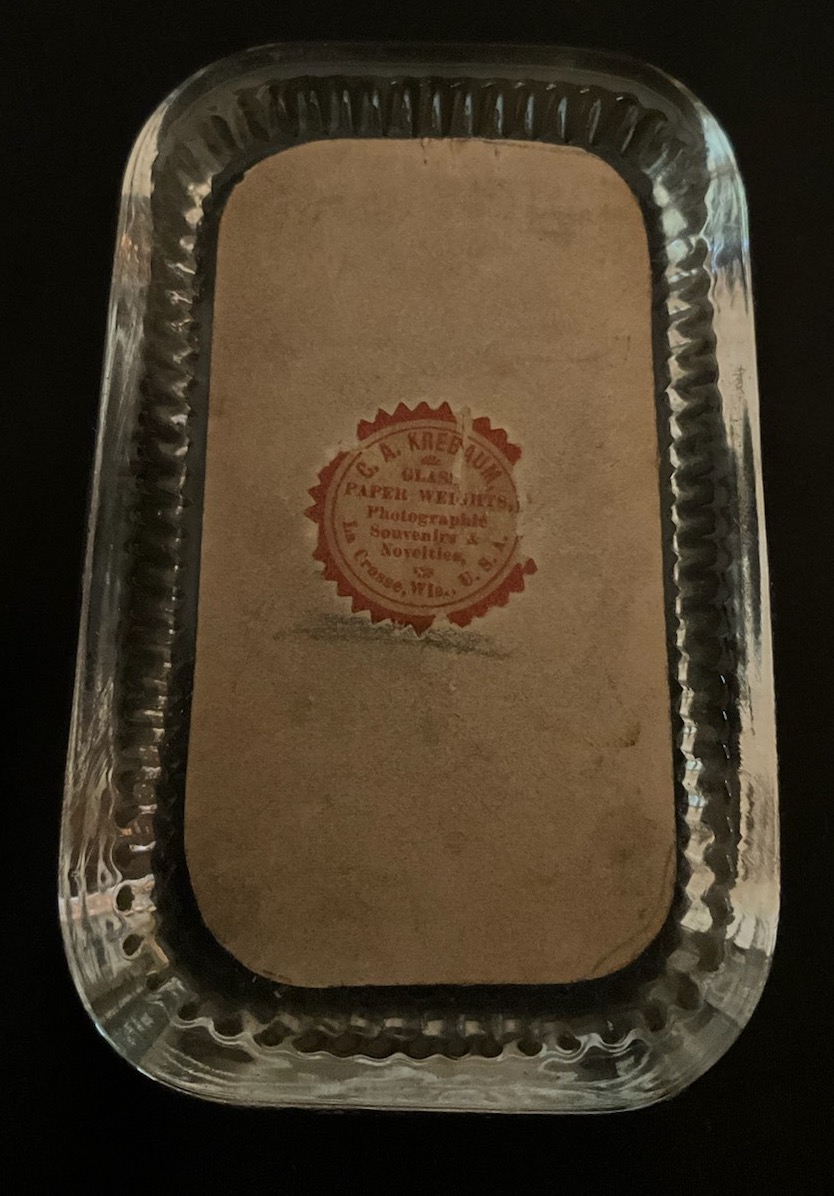 C. A. KREBAUM,
GLASS
PAPER WEIGHTS,
Photographic
Souvenirs &
Novelties,
La Crosse, Wis., U. S. A.